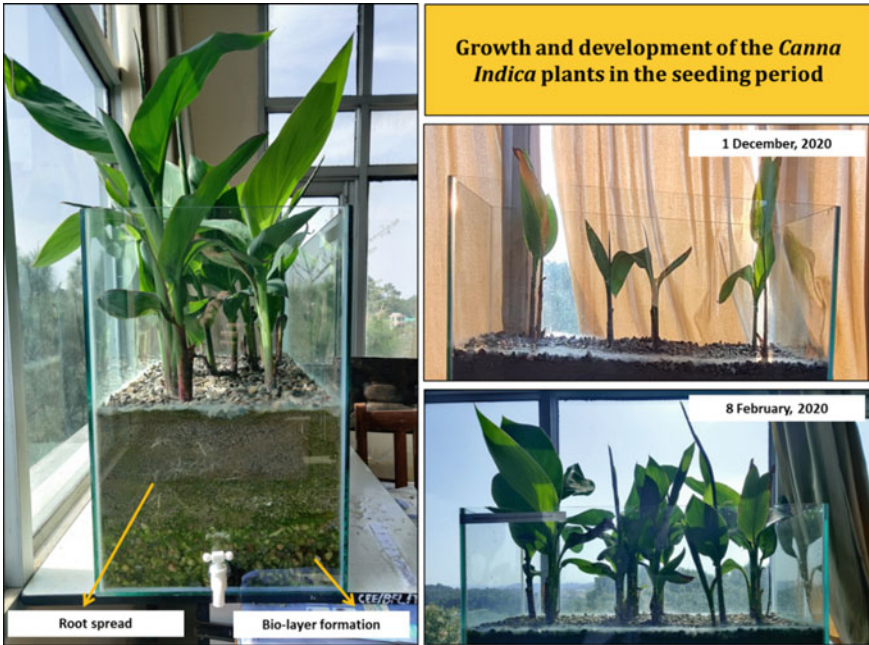 Growth and development of the Canna
Indica plants in the seeding period
1 December, 2020
8 February, 2020
Root spread
Bio-layer formation